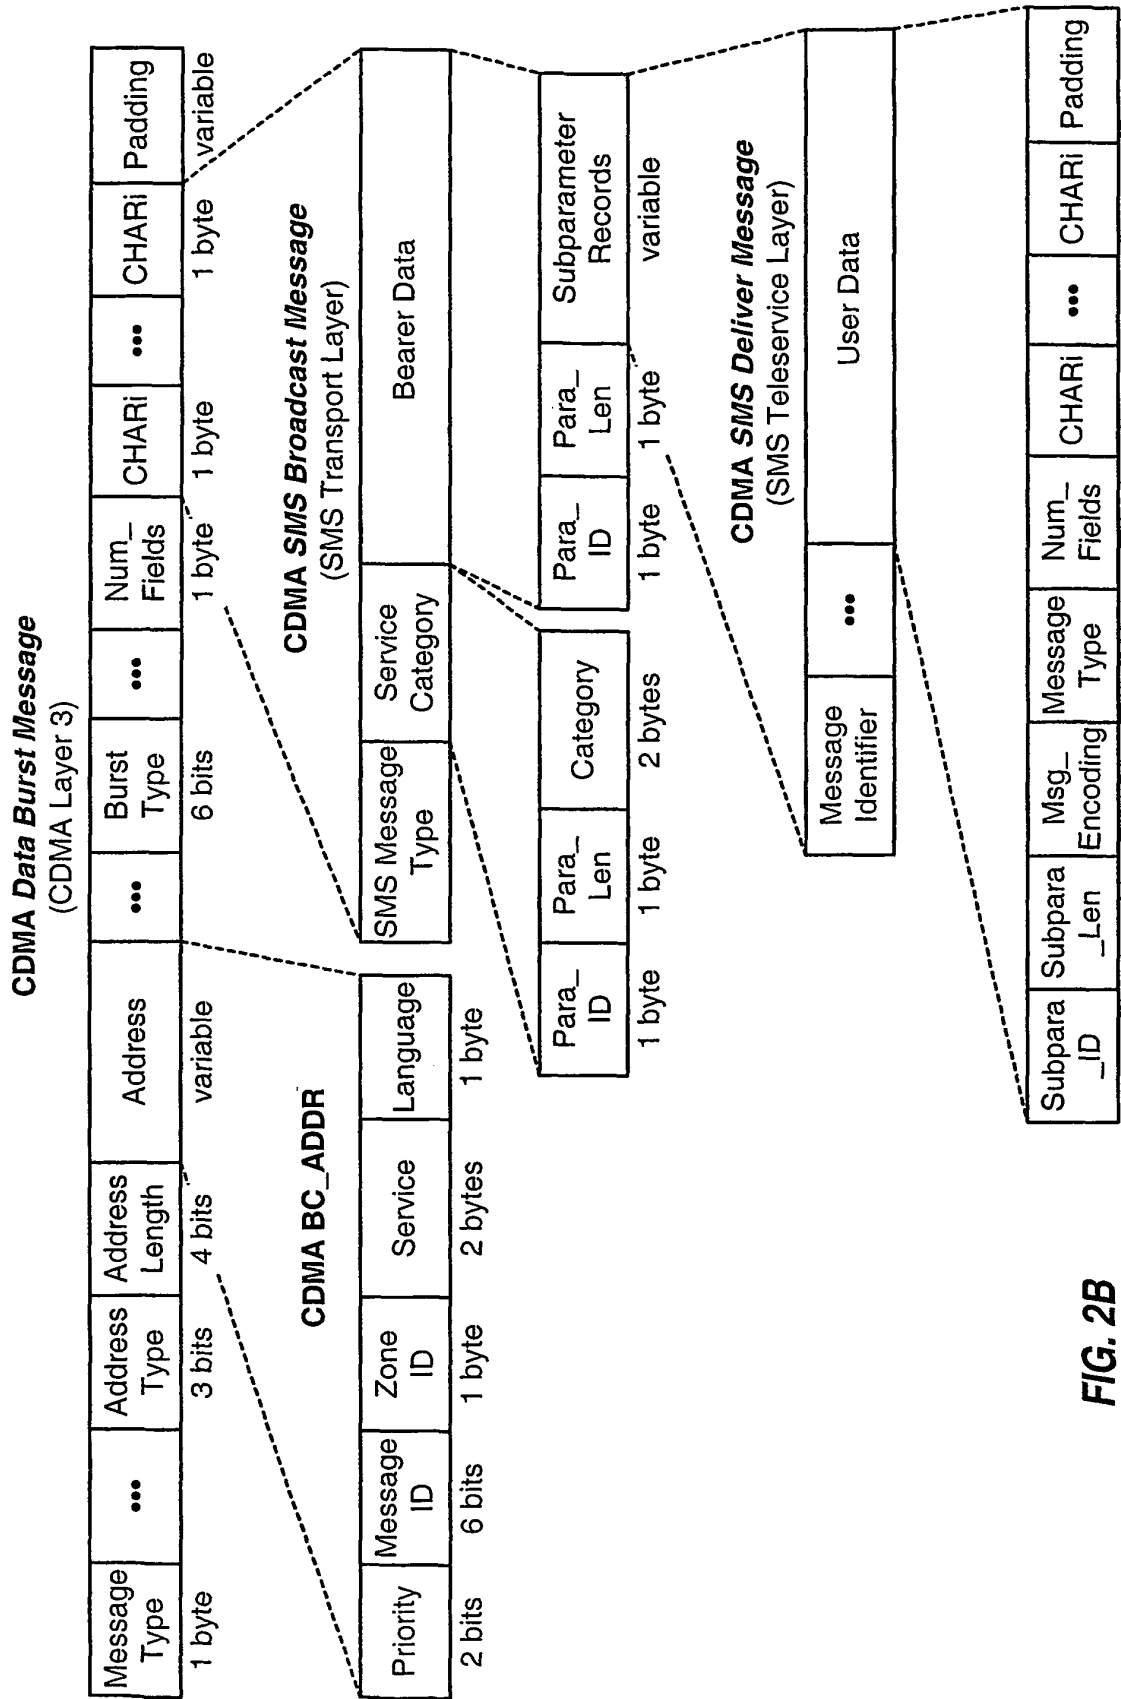 CDMA Data Burst Message
(CDMA Layer 3)
Message Type
•••
Address Type
Address Length
Address
•••
Burst Type
•••
Num_ Fields
CHARi
•••
CHARi
Padding
1 byte
3 bits
4 bits
variable
6 bits
1 byte
1 byte
1 byte
variable
CDMA BC_ADDR
Priority
Message ID
Zone ID
Service
Language
2 bits
6 bits
1 byte
2 bytes
1 byte
CDMA SMS Broadcast Message
(SMS Transport Layer)
SMS Message Type
Service Category
Bearer Data
Para_ ID
Para_ Len
Category
1 byte
1 byte
2 bytes
Para_ ID
Para_ Len
Subparameter Records
1 byte
1 byte
variable
CDMA SMS Deliver Message
(SMS Teleservice Layer)
Message Identifier
•••
User Data
Subpara _ID
Subpara _Len
Msg_ Encoding
Message Type
Num_ Fields
CHARi
•••
CHARi
Padding
FIG. 2B